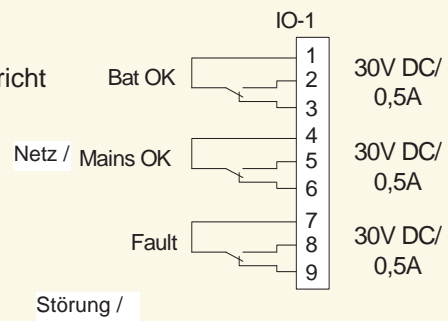 IO-1
richt
Bat OK
1
2
3
30V DC/
0,5A
Netz / Mains OK
4
5
6
30V DC/
0,5A
Fault
7
8
9
30V DC/
0,5A
Störung /